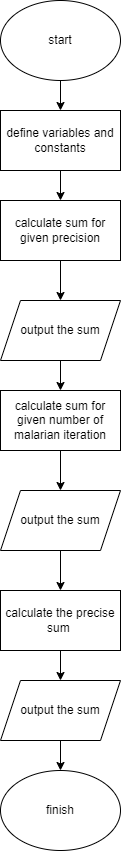 start
define variables and
constants
calculate sum for
given precision
output the sum
calculate sum for
given number of
malarian iteration
output the sum
calculate the precise
sum
output the sum
finish